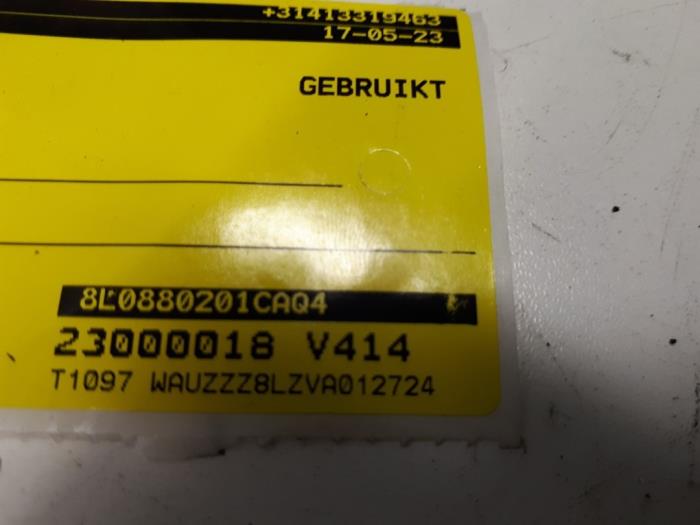 +31413319463
17-05-23
GEBRUIKT
8L0880201CAQ4
23000018 V414
T1097 WAUZZZ8LZVA012724